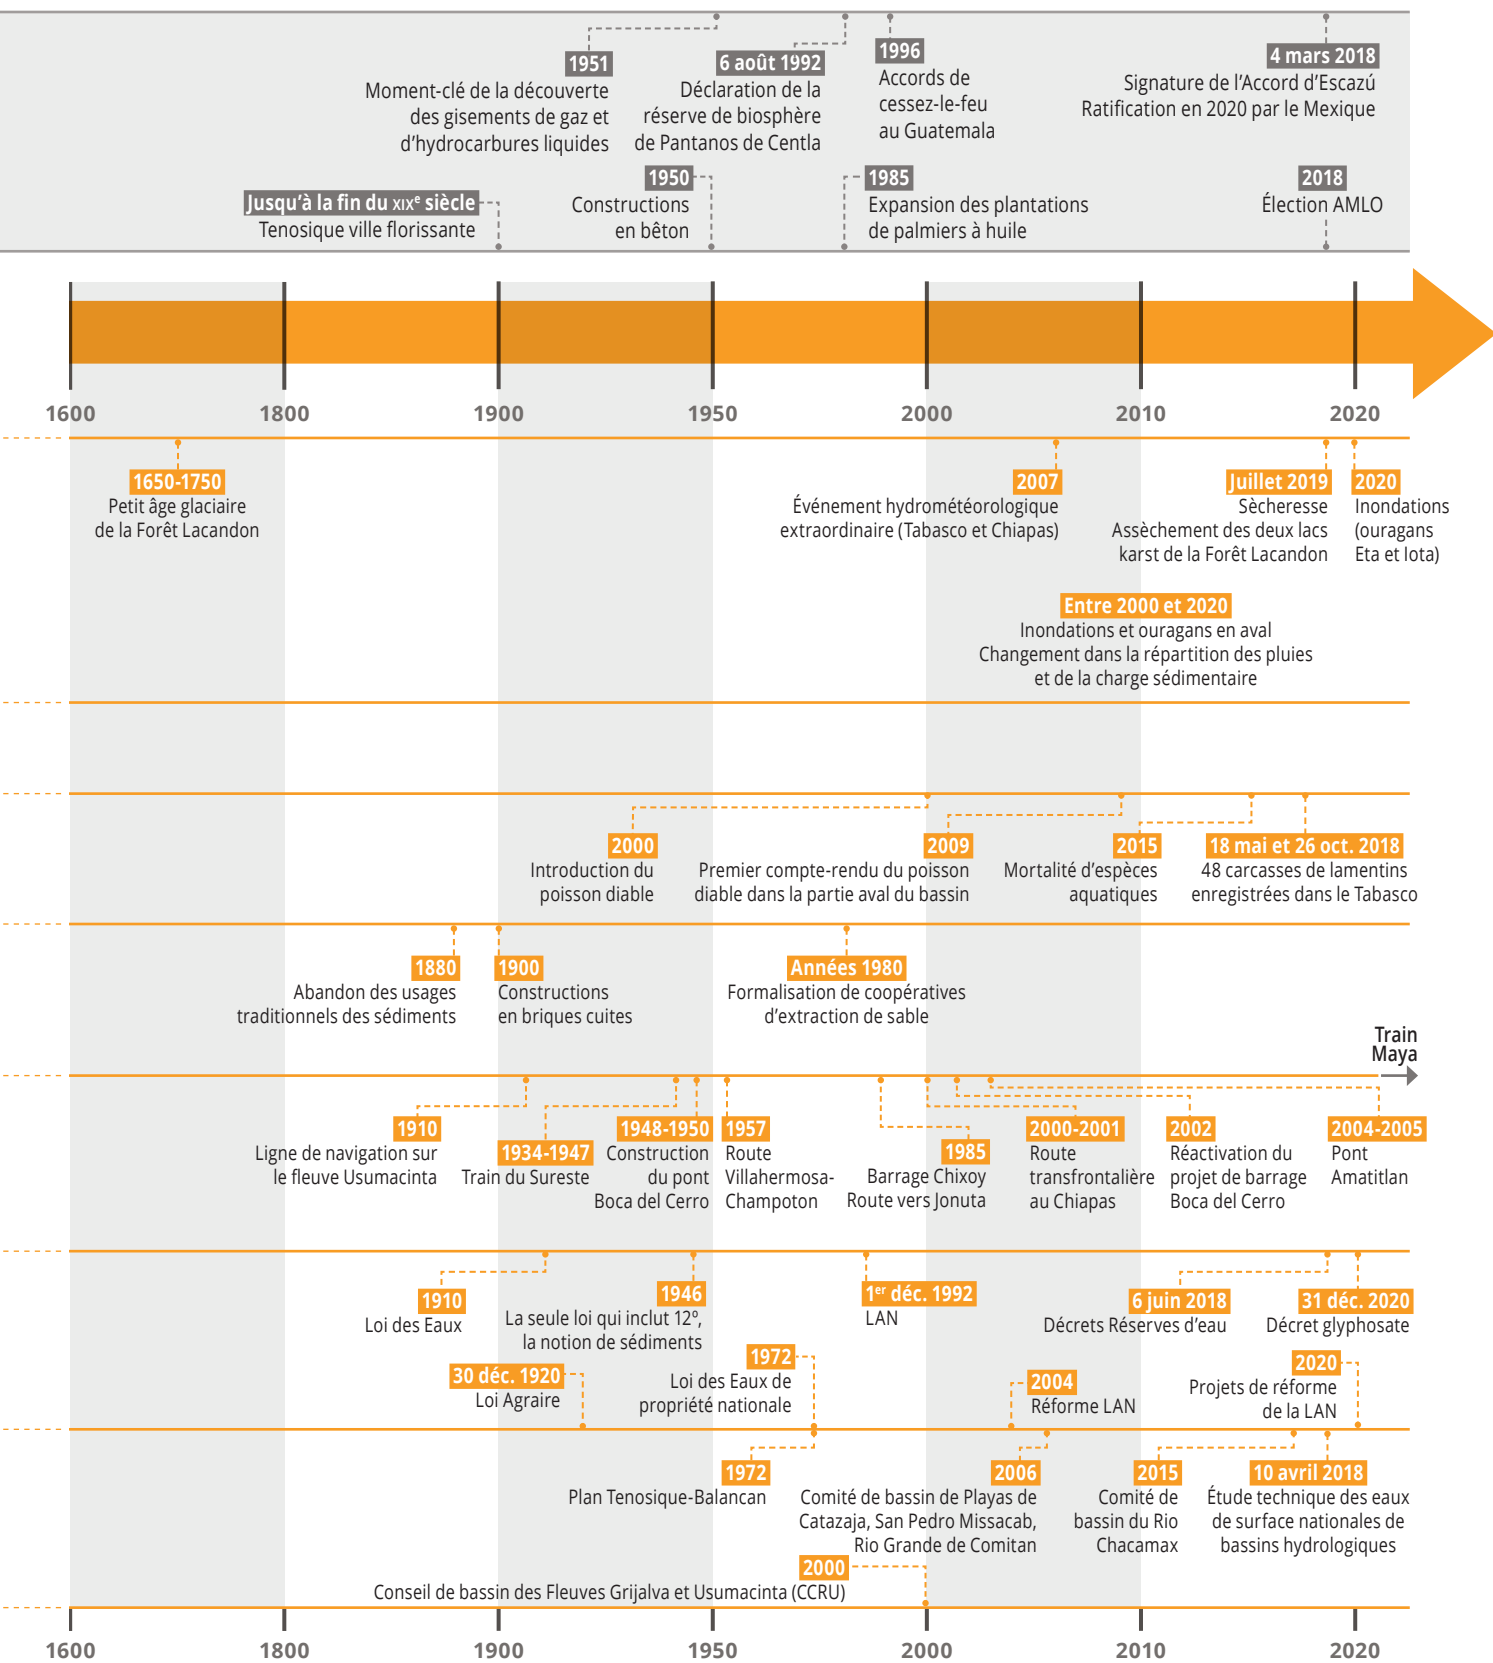 1951
Moment-clé de la découverte
des gisements de gaz et
d’hydrocarbures liquides
6 août 1992
Déclaration de la
réserve de biosphère
de Pantanos de Centla
1996
Accords de
cessez-le-feu
au Guatemala
4 mars 2018
Signature de l’Accord d’Escazú
Ratification en 2020 par le Mexique
Jusqu’à la fin du XIXe siècle
Tenosique ville florissante
1950
Constructions
en bêton
1985
Expansion des plantations
de palmiers à huile
2018
Élection AMLO
1600 1800 1900 1950 2000 2010 2020
1650-1750
Petit âge glaciaire
de la Forêt Lacandon
2007
Événement hydrométéorologique
extraordinaire (Tabasco et Chiapas)
Juillet 2019
Sècheresse
Assèchement des deux lacs
karst de la Forêt Lacandon
2020
Inondations
(ouragans
Eta et Iota)
Entre 2000 et 2020
Inondations et ouragans en aval
Changement dans la répartition des pluies
et de la charge sédimentaire
2000
Introduction du
poisson diable
2009
Premier compte-rendu du poisson
diable dans la partie aval du bassin
2015
Mortalité d’espèces
aquatiques
18 mai et 26 oct. 2018
48 carcasses de lamentins
enregistrées dans le Tabasco
1880
Abandon des usages
traditionnels des sédiments
1900
Constructions
en briques cuites
Années 1980
Formalisation de coopératives
d’extraction de sable
Train
Maya
1910
Ligne de navigation sur
le fleuve Usumacinta
1934-1947
Train du Sureste
1948-1950
Construction
du pont
Boca del Cerro
1957
Route
Villahermosa-
Champoton
1985
Barrage Chixoy
Route vers Jonuta
2000-2001
Route
transfrontalière
au Chiapas
2002
Réactivation du
projet de barrage
Boca del Cerro
2004-2005
Pont
Amatitlan
1910
Loi des Eaux
1946
La seule loi qui inclut 12º,
la notion de sédiments
1er déc. 1992
LAN
6 juin 2018
Décrets Réserves d’eau
31 déc. 2020
Décret glyphosate
30 déc. 1920
Loi Agraire
1972
Loi des Eaux de
propriété nationale
2004
Réforme LAN
2020
Projets de réforme
de la LAN
1972
Plan Tenosique-Balancan
2006
Comité de bassin de Playas de
Catazaja, San Pedro Missacab,
Rio Grande de Comitan
2015
Comité de
bassin du Rio
Chacamax
10 avril 2018
Étude technique des eaux
de surface nationales de
bassins hydrologiques
2000
Conseil de bassin des Fleuves Grijalva et Usumacinta (CCRU)
1600 1800 1900 1950 2000 2010 2020